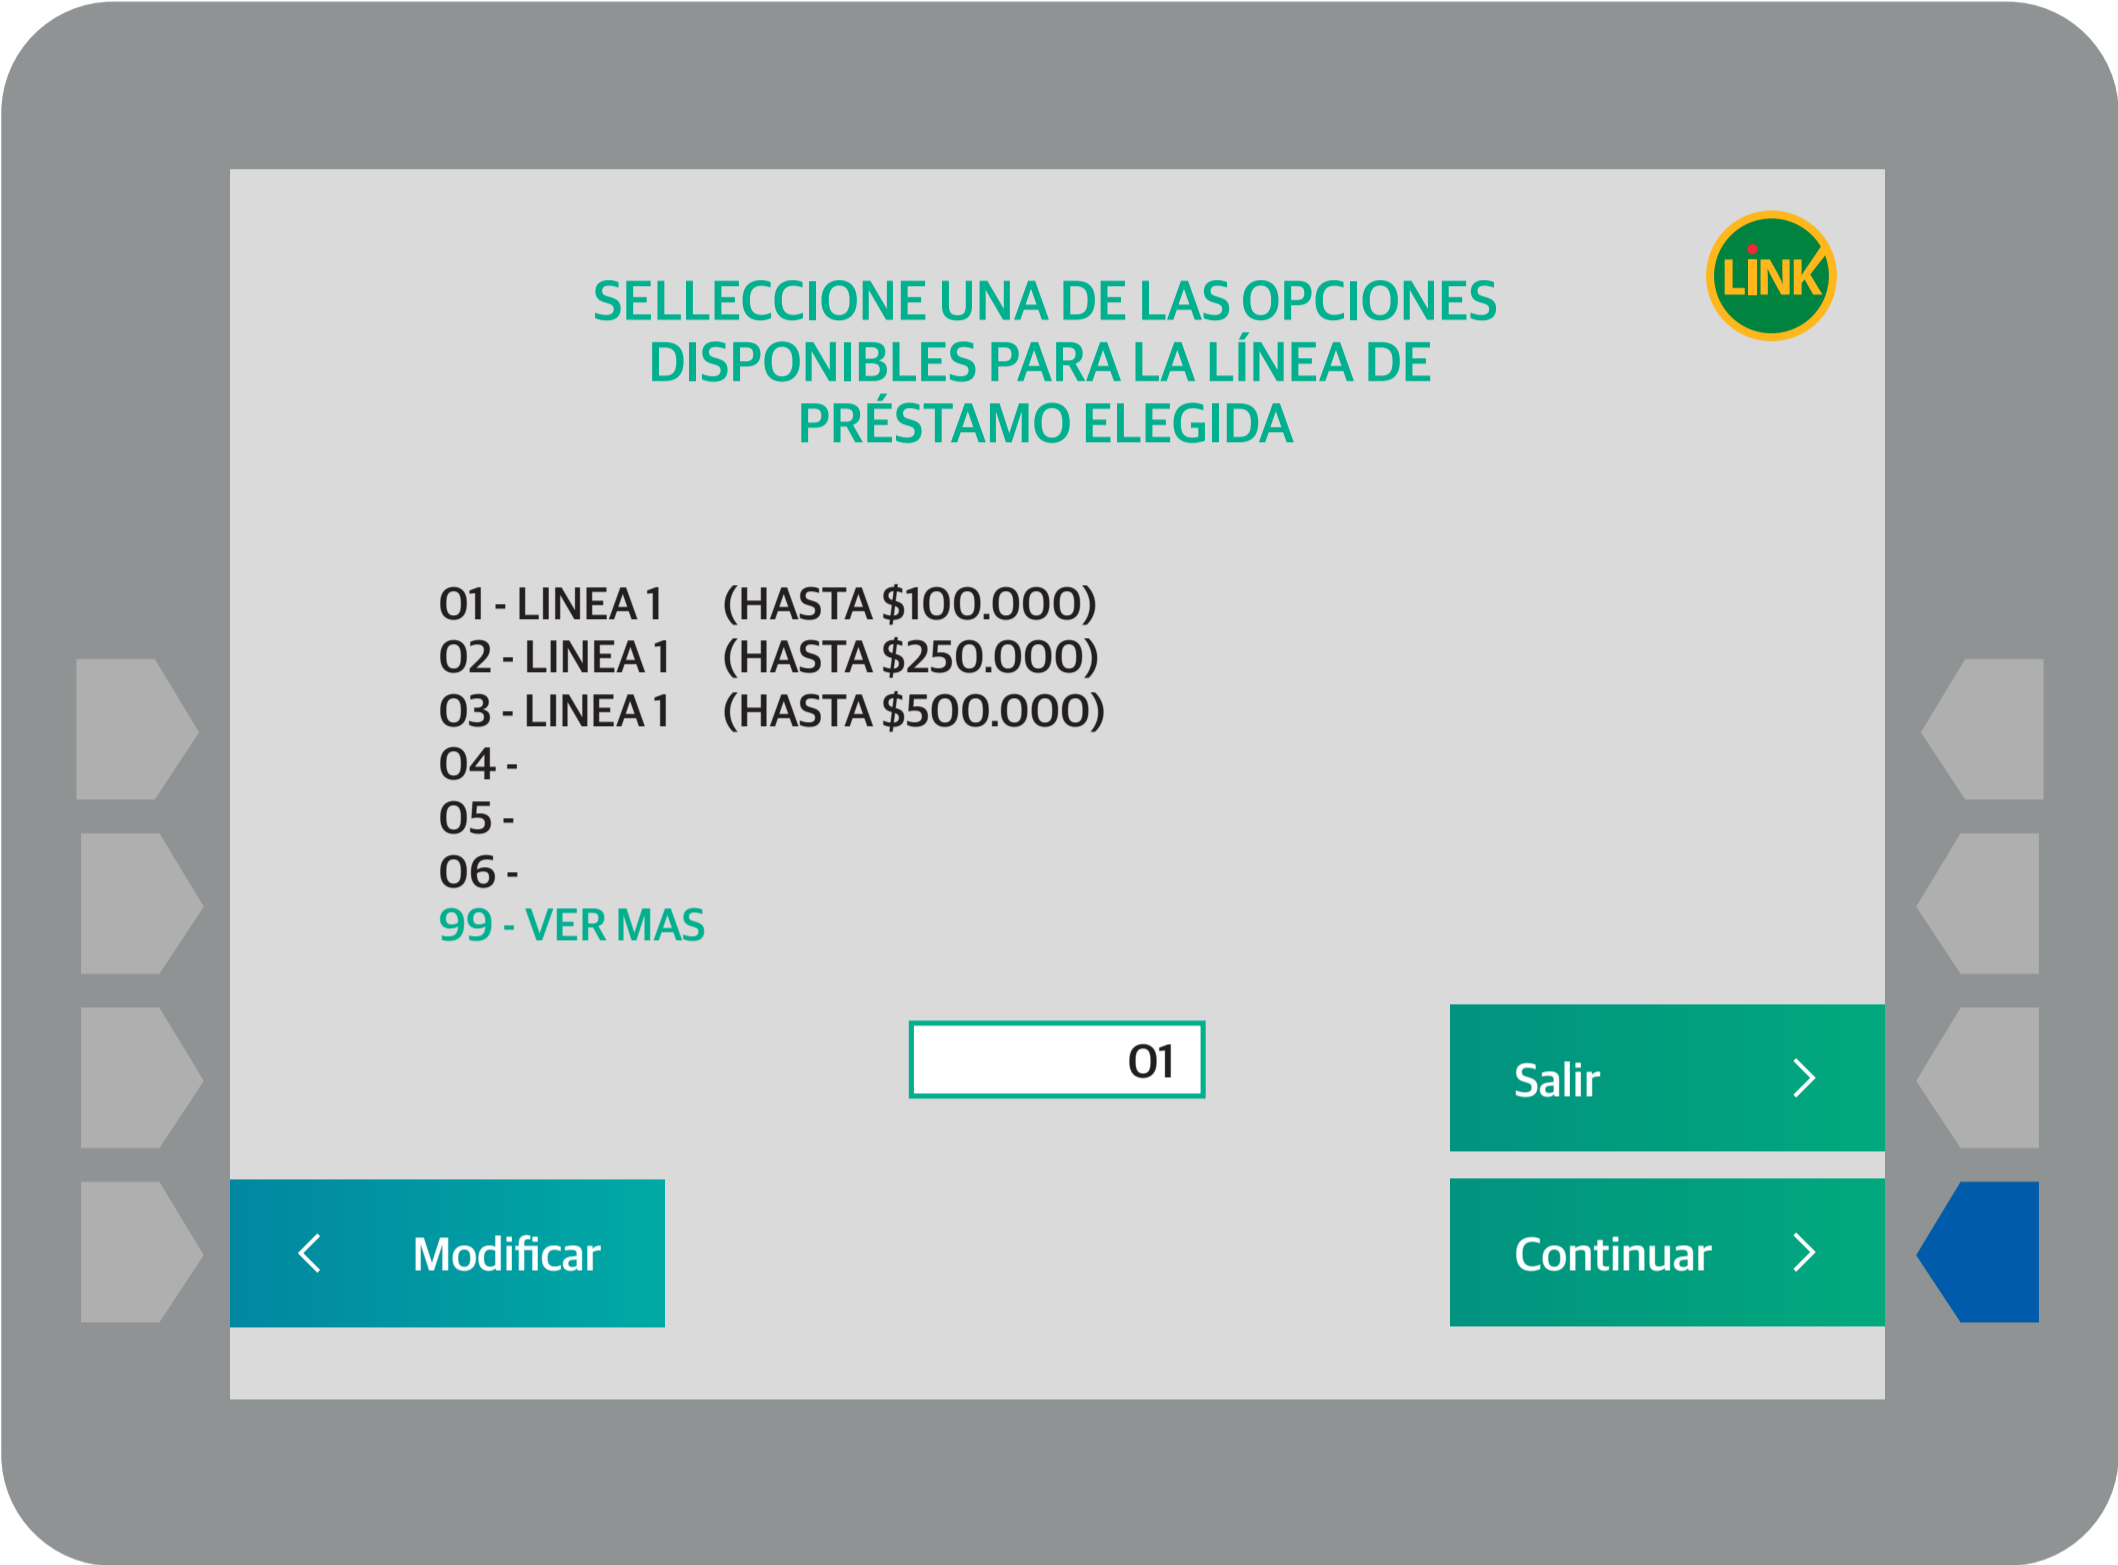 LINK
SELLECCIONE UNA DE LAS OPCIONES
DISPONIBLES PARA LA LÍNEA DE
PRÉSTAMO ELEGIDA
01 - LINEA 1 (HASTA $100.000)
02 - LINEA 1 (HASTA $250.000)
03 - LINEA 1 (HASTA $500.000)
04 -
05 -
06 -
99 - VER MAS
01
Salir
Modificar
Continuar